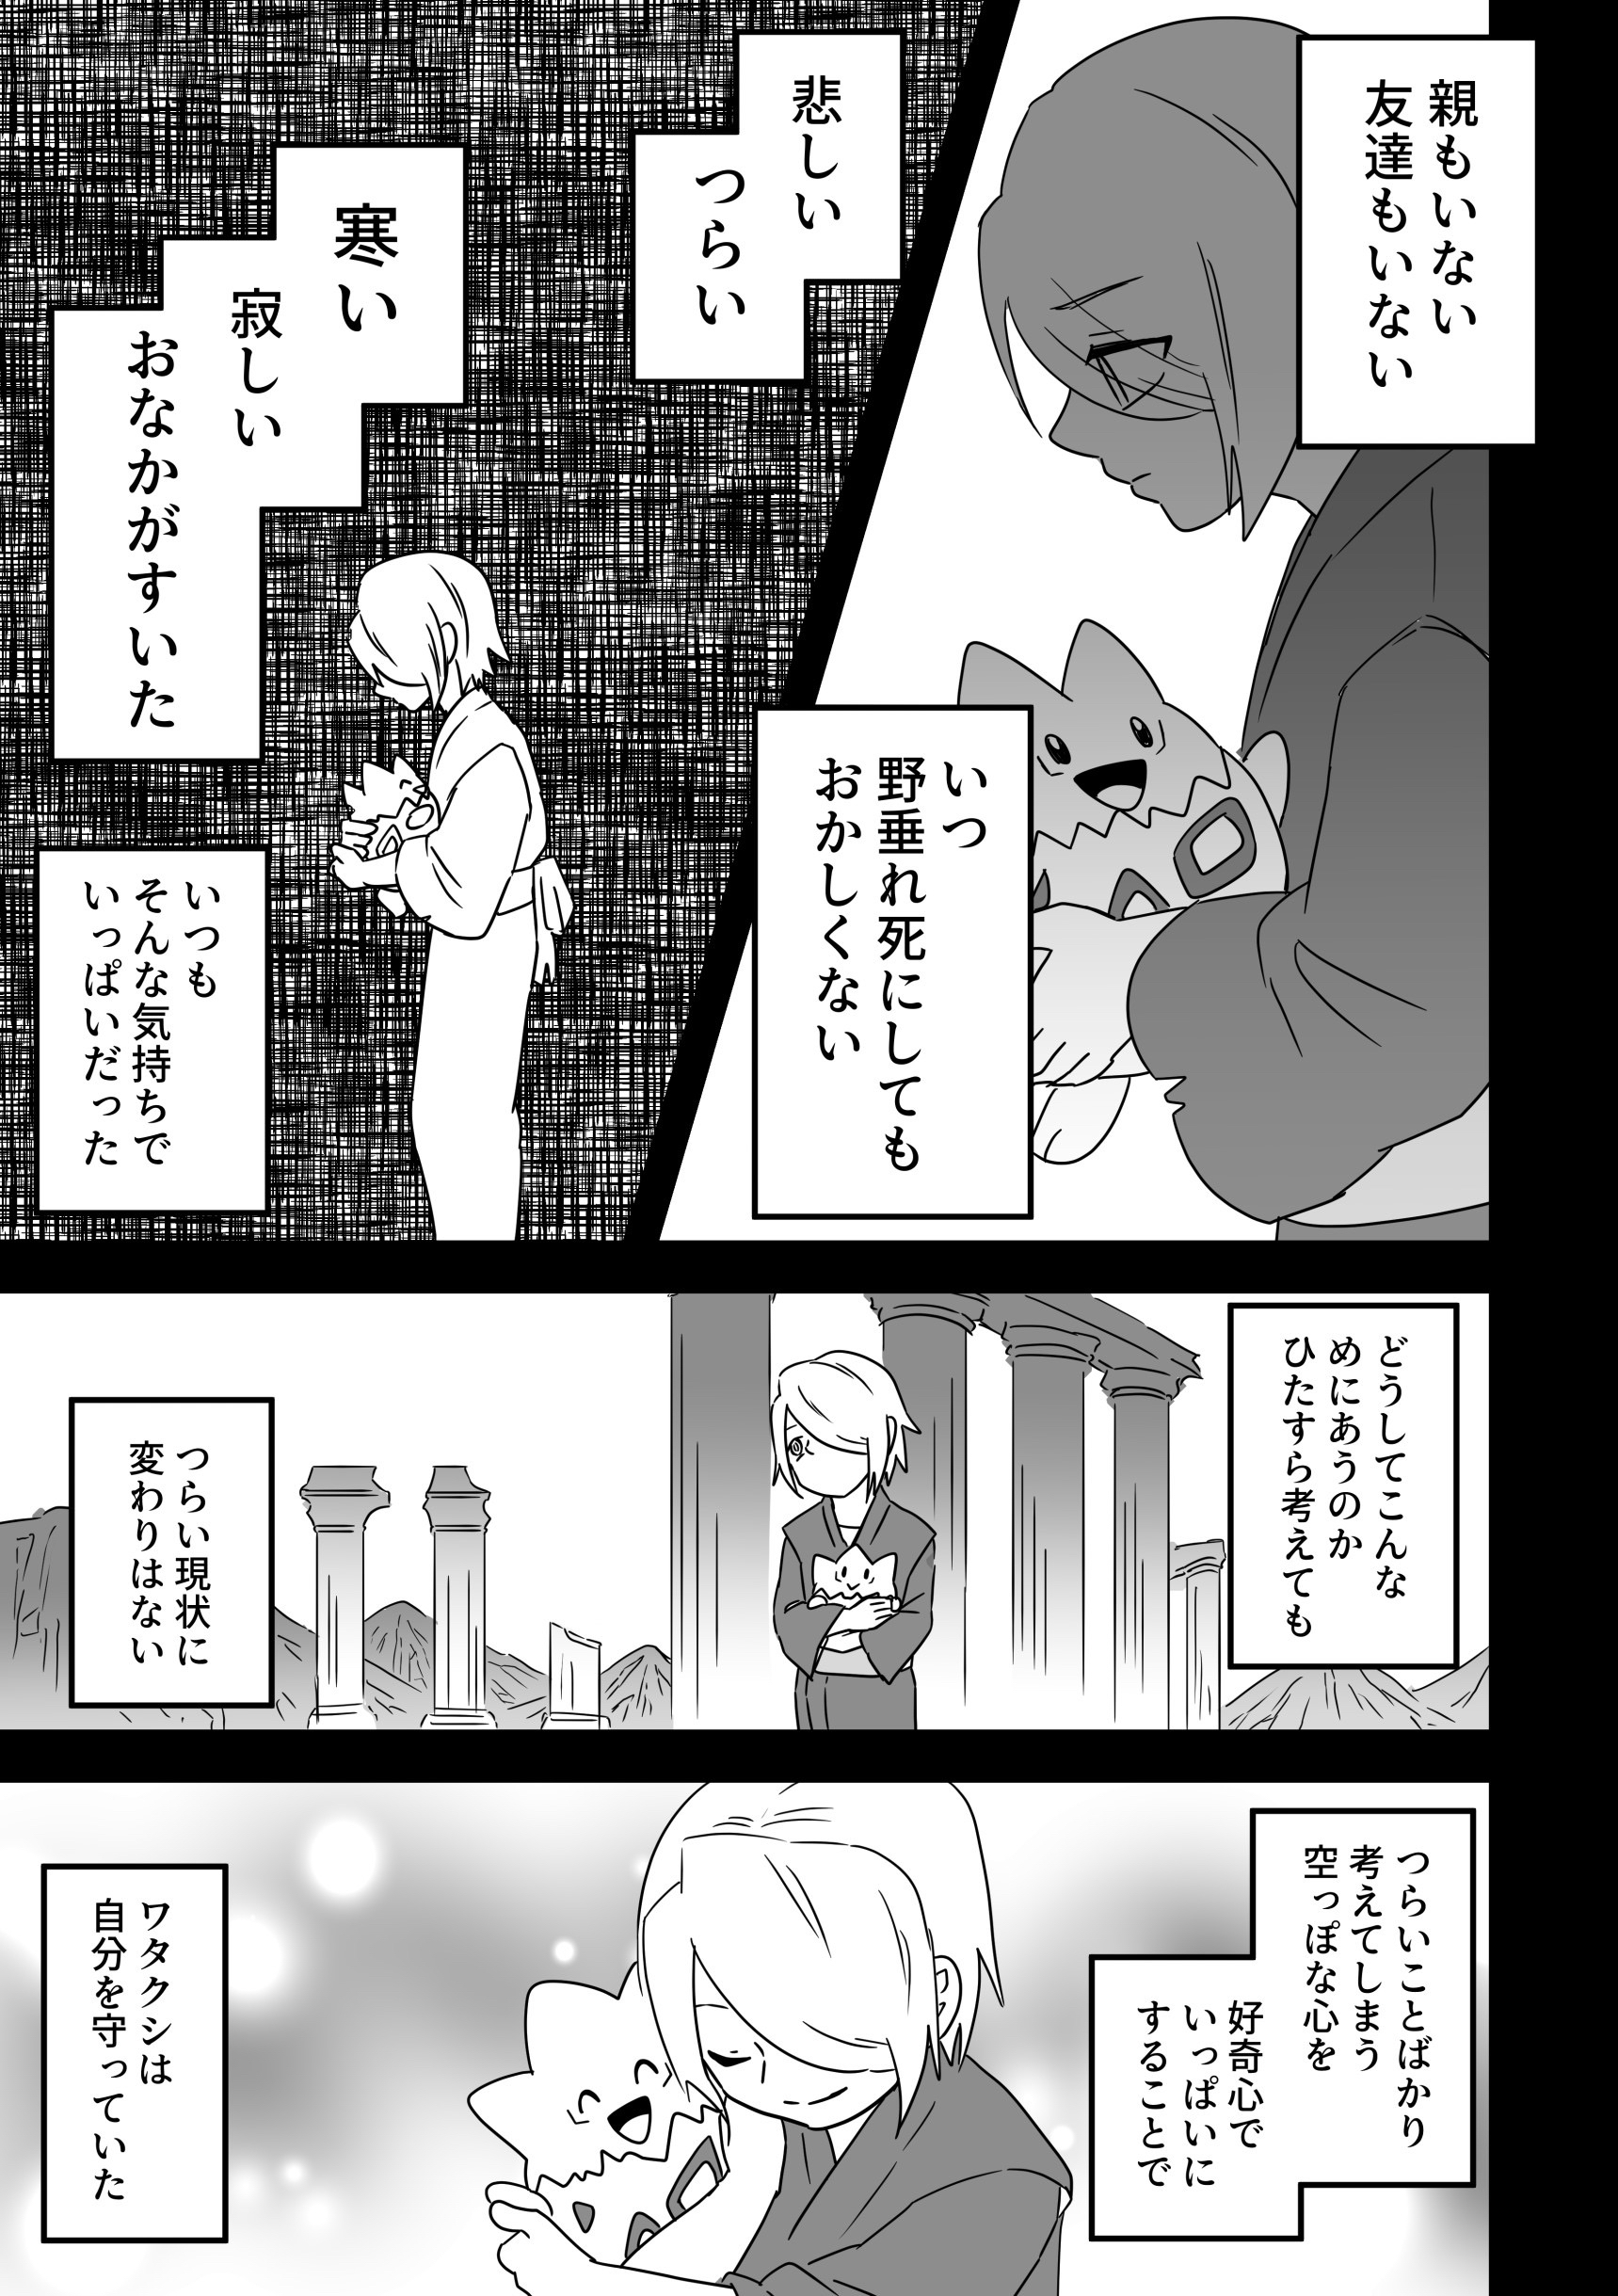 親もいない
友達もいない
いつ
野垂れ死にしても
おかしくない
悲しい
つらい
寒い
寂しい
おなかがすいた
いつも
そんな気持ちで
いっぱいだった
どうしてこんな
めにあうのか
ひたすら考えても
つらい現状に
変わりはない
つらいことばかり
考えてしまう
空っぽな心を
好奇心で
いっぱいに
することで
ワタクシは
自分を守っていた